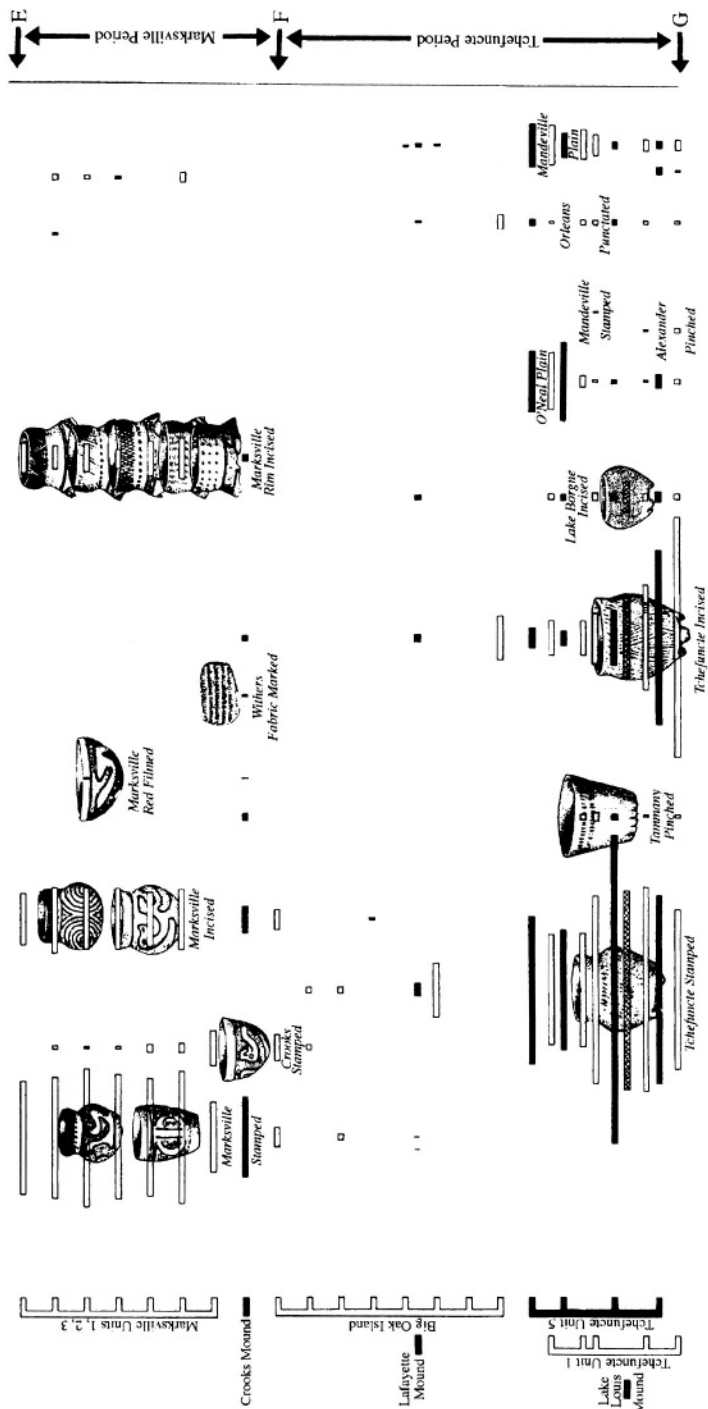 E
Marksville Period
F
Tchefuncte Period
G
Marksville Rim Incised
Marksville
Rim Incised
Withers
Fabric Marked
Marksville
Red Filmed
Marksville
Incised
Crooks
Stamped
Marksville
Stamped
Mandeville
Plain
Orleans
Punctated
Mandeville
Stamped
O'Neal Plain
Alexander
Pinched
Lake Borgne
Incised
Tchefuncte Incised
Tammany
Pinched
Tchefuncte Stamped
Marksville Units 1, 2, 3
Crooks Mound
Big Oak Island
Lafayette
Mound
Tchefuncte Unit 5
Tchefuncte Unit 1
Lake
Louis
Mound